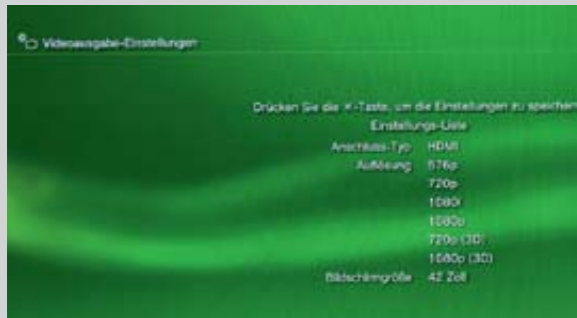 Videoausgabe-Einstellungen
Drücken Sie die ×-Taste, um die Einstellungen zu speichern
Einstellungs-Liste
Anschluss-Typ HDMI
Auflösung 576p
720p
1080i
1080p
720p (3D)
1080p (3D)
Bildschirmgröße 42 Zoll